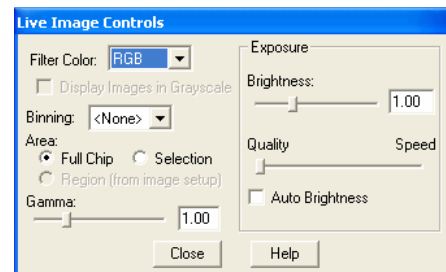 Live Image Controls
Filter Color: RGB
Display Images in Grayscale
Binning: <None>
Area:
Full Chip Selection
Region (from image setup)
Gamma:
1.00
Exposure
Brightness:
1.00
Quality Speed
Auto Brightness
Close Help